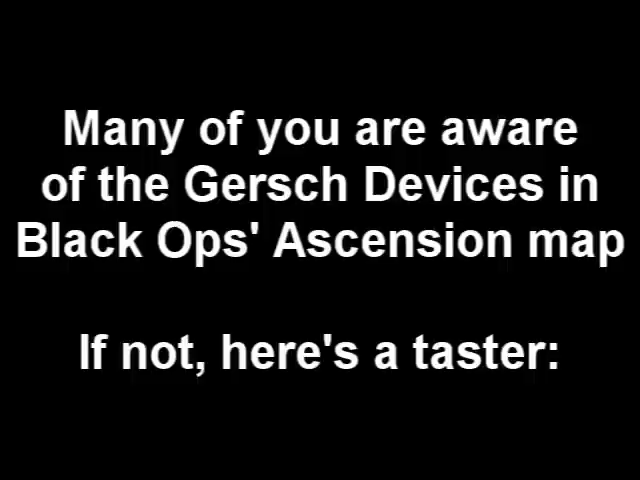 Many of you are aware
of the Gersch Devices in
Black Ops' Ascension map
If not, here's a taster: